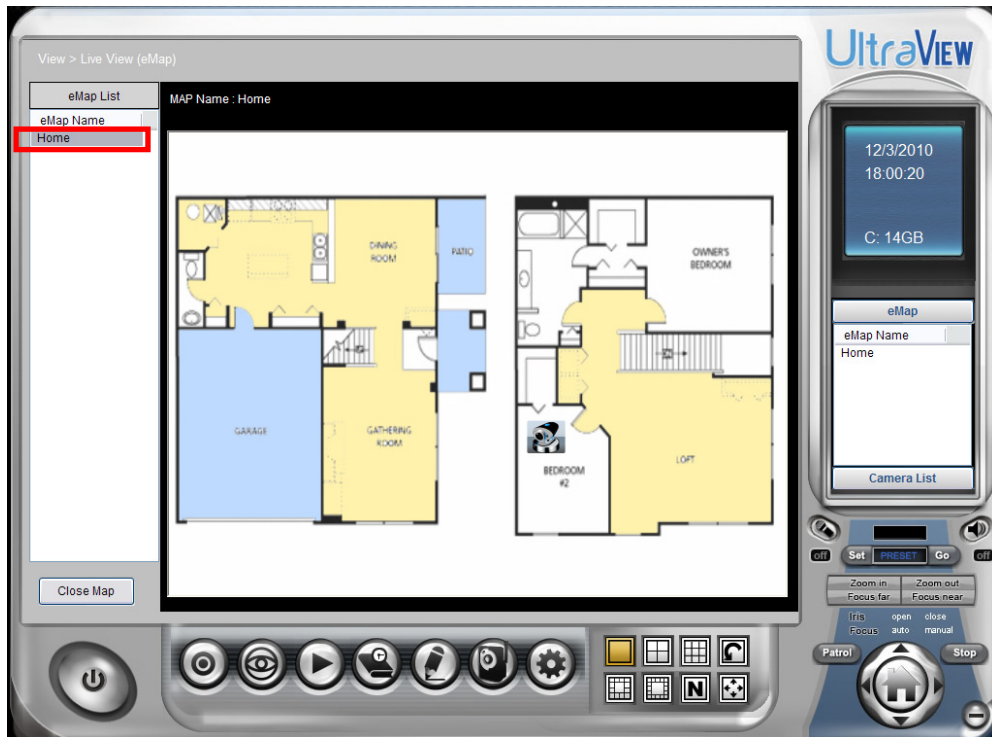 UltraView
View > Live View (eMap)
eMap List
eMap Name
Home
MAP Name : Home
DINING
ROOM
PATIO
GARAGE
GATHERING
ROOM
OWNER'S
BEDROOM
BEDROOM
#2
LOFT
Close Map
12/3/2010
18:00:20
C: 14GB
eMap
eMap Name
Home
Camera List
off
Set
PRESET
Go
off
Zoom in
Zoom out
Focus far
Focus near
Iris open close
Focus auto manual
Patrol
Stop
N